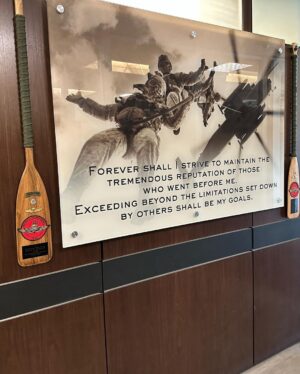 Forever shall I strive to maintain the
tremendous reputation of those
who went before me.
Exceeding beyond the limitations set down
by others shall be my goals.